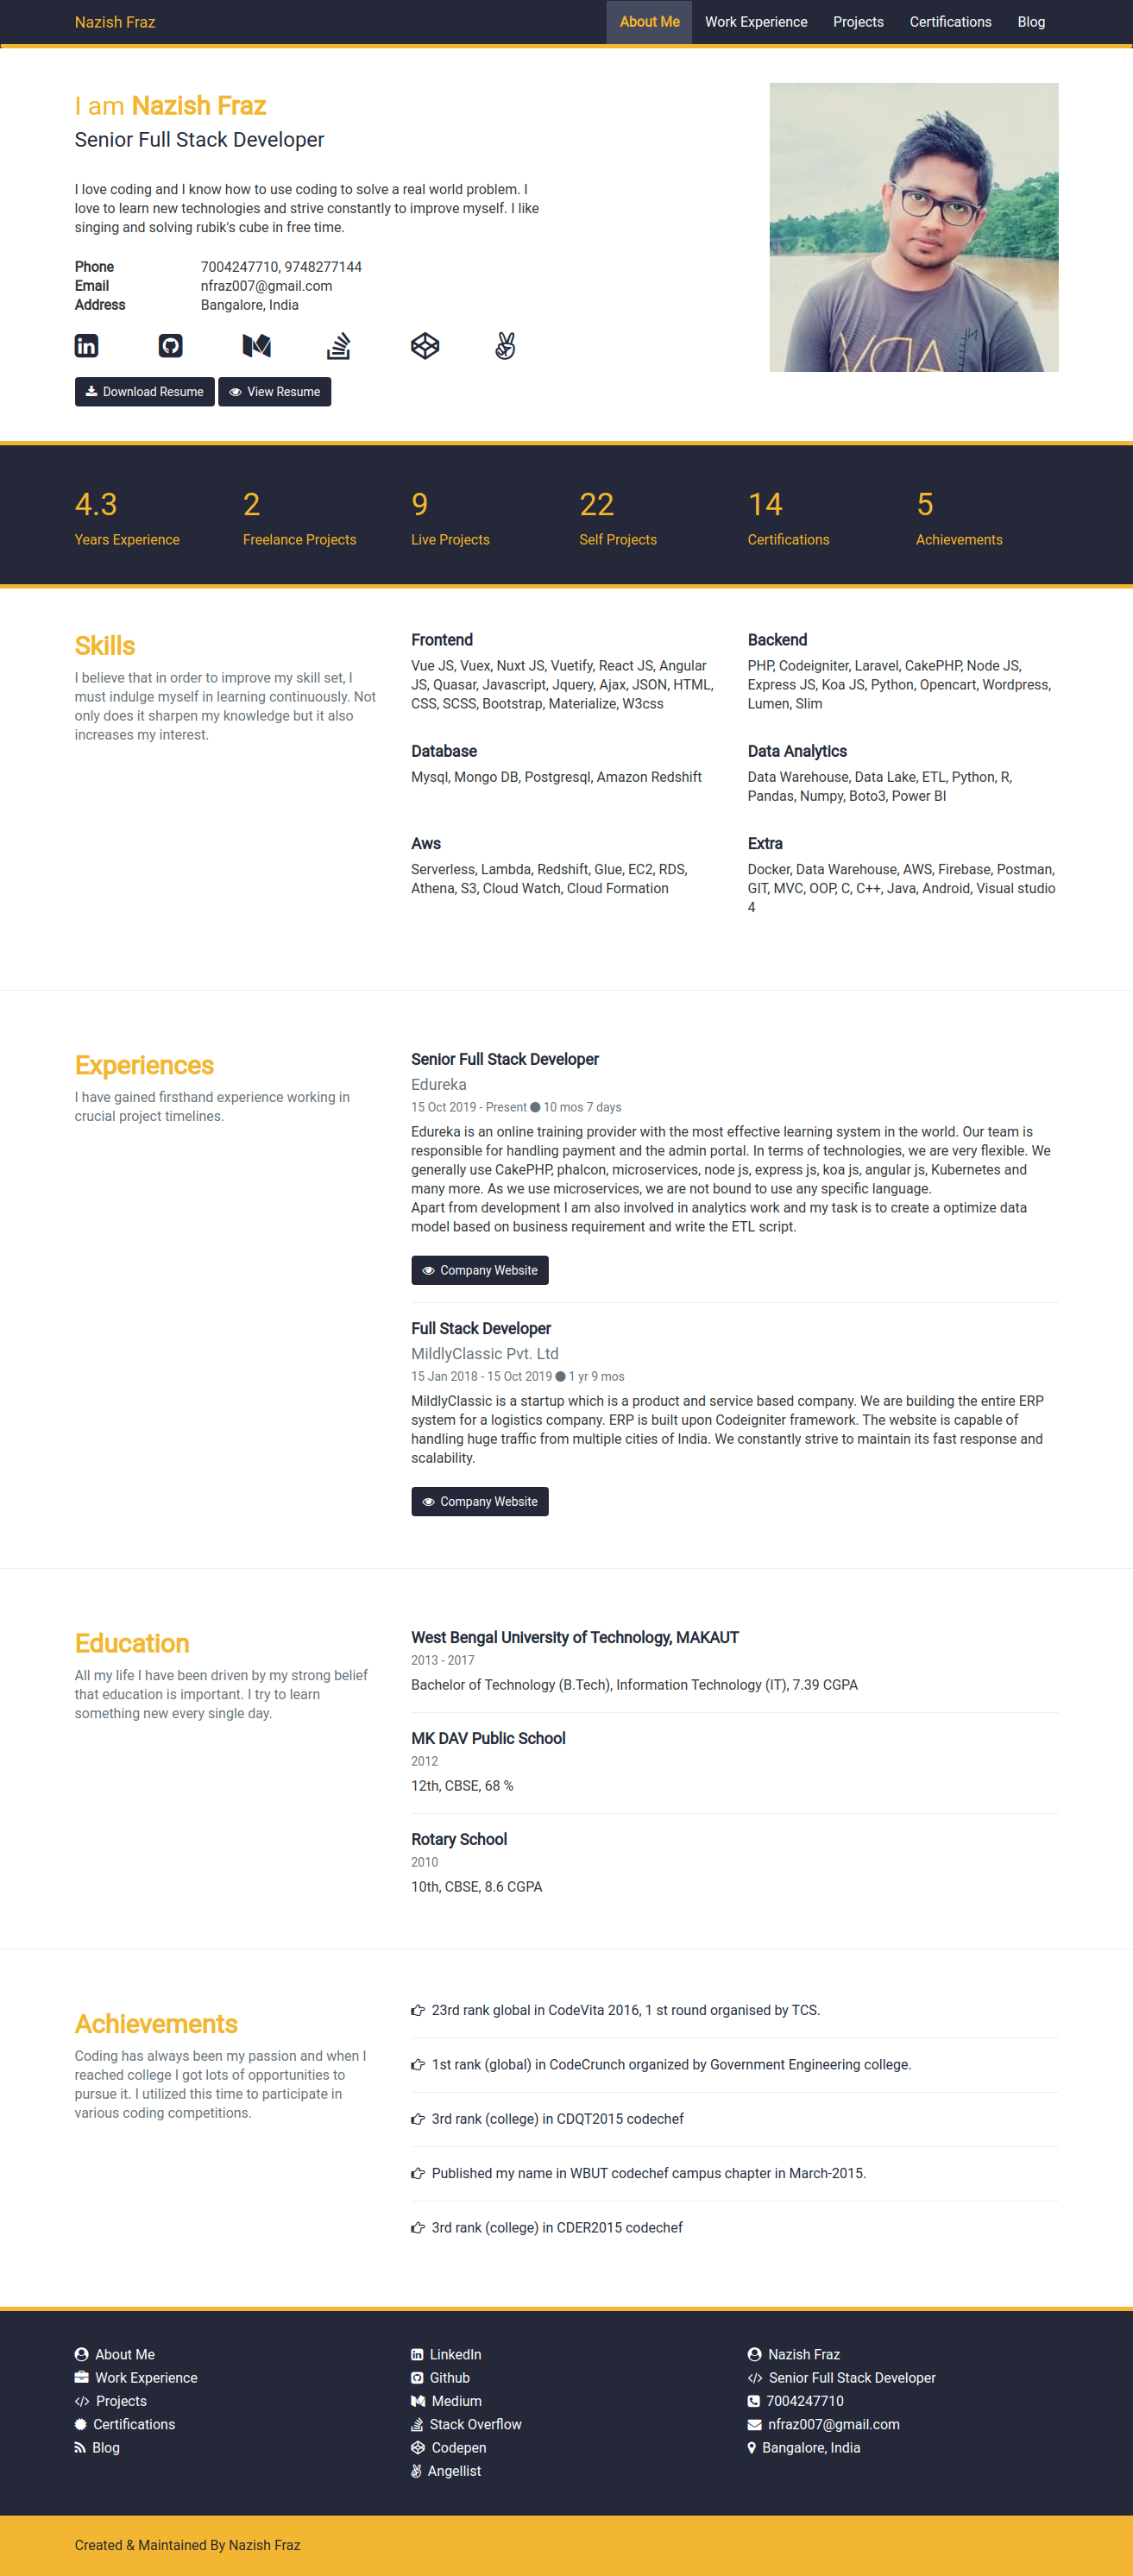 Nazish Fraz
About Me
Work Experience
Projects
Certifications
Blog
I am Nazish Fraz
Senior Full Stack Developer
I love coding and I know how to use coding to solve a real world problem. I
love to learn new technologies and strive constantly to improve myself. I like
singing and solving rubik's cube in free time.
Phone 7004247710, 9748277144
Email nfraz007@gmail.com
Address Bangalore, India
Download Resume
View Resume
4.3
Years Experience
2
Freelance Projects
9
Live Projects
22
Self Projects
14
Certifications
5
Achievements
Skills
I believe that in order to improve my skill set, I
must indulge myself in learning continuously. Not
only does it sharpen my knowledge but it also
increases my interest.
Frontend
Vue JS, Vuex, Nuxt JS, Vuetify, React JS, Angular
JS, Quasar, Javascript, Jquery, Ajax, JSON, HTML,
CSS, SCSS, Bootstrap, Materialize, W3css
Backend
PHP, Codeigniter, Laravel, CakePHP, Node JS,
Express JS, Koa JS, Python, Opencart, Wordpress,
Lumen, Slim
Database
Mysql, Mongo DB, Postgresql, Amazon Redshift
Data Analytics
Data Warehouse, Data Lake, ETL, Python, R,
Pandas, Numpy, Boto3, Power BI
Aws
Serverless, Lambda, Redshift, Glue, EC2, RDS,
Athena, S3, Cloud Watch, Cloud Formation
Extra
Docker, Data Warehouse, AWS, Firebase, Postman,
GIT, MVC, OOP, C, C++, Java, Android, Visual studio
4
Experiences
I have gained firsthand experience working in
crucial project timelines.
Senior Full Stack Developer
Edureka
15 Oct 2019 - Present ● 10 mos 7 days
Edureka is an online training provider with the most effective learning system in the world. Our team is
responsible for handling payment and the admin portal. In terms of technologies, we are very flexible. We
generally use CakePHP, phalcon, microservices, node js, express js, koa js, angular js, Kubernetes and
many more. As we use microservices, we are not bound to use any specific language.
Apart from development I am also involved in analytics work and my task is to create a optimize data
model based on business requirement and write the ETL script.
Company Website
Full Stack Developer
MildlyClassic Pvt. Ltd
15 Jan 2018 - 15 Oct 2019 ● 1 yr 9 mos
MildlyClassic is a startup which is a product and service based company. We are building the entire ERP
system for a logistics company. ERP is built upon Codeigniter framework. The website is capable of
handling huge traffic from multiple cities of India. We constantly strive to maintain its fast response and
scalability.
Company Website
Education
All my life I have been driven by my strong belief
that education is important. I try to learn
something new every single day.
West Bengal University of Technology, MAKAUT
2013 - 2017
Bachelor of Technology (B.Tech), Information Technology (IT), 7.39 CGPA
MK DAV Public School
2012
12th, CBSE, 68 %
Rotary School
2010
10th, CBSE, 8.6 CGPA
Achievements
Coding has always been my passion and when I
reached college I got lots of opportunities to
pursue it. I utilized this time to participate in
various coding competitions.
23rd rank global in CodeVita 2016, 1 st round organised by TCS.
1st rank (global) in CodeCrunch organized by Government Engineering college.
3rd rank (college) in CDQT2015 codechef
Published my name in WBUT codechef campus chapter in March-2015.
3rd rank (college) in CDER2015 codechef
About Me
Work Experience
Projects
Certifications
Blog
LinkedIn
Github
Medium
Stack Overflow
Codepen
Angellist
Nazish Fraz
Senior Full Stack Developer
7004247710
nfraz007@gmail.com
Bangalore, India
Created & Maintained By Nazish Fraz